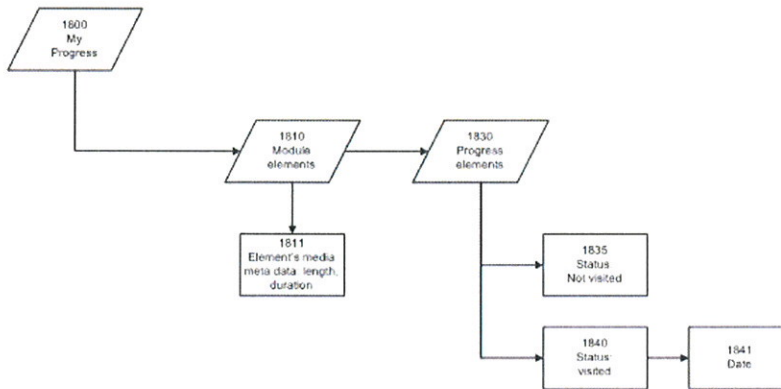 1800
My
Progress
1810
Module
elements
1830
Progress
elements
1811
Element's media
meta data: length,
duration
1835
Status
Not visited
1840
Status:
visited
1841
Date